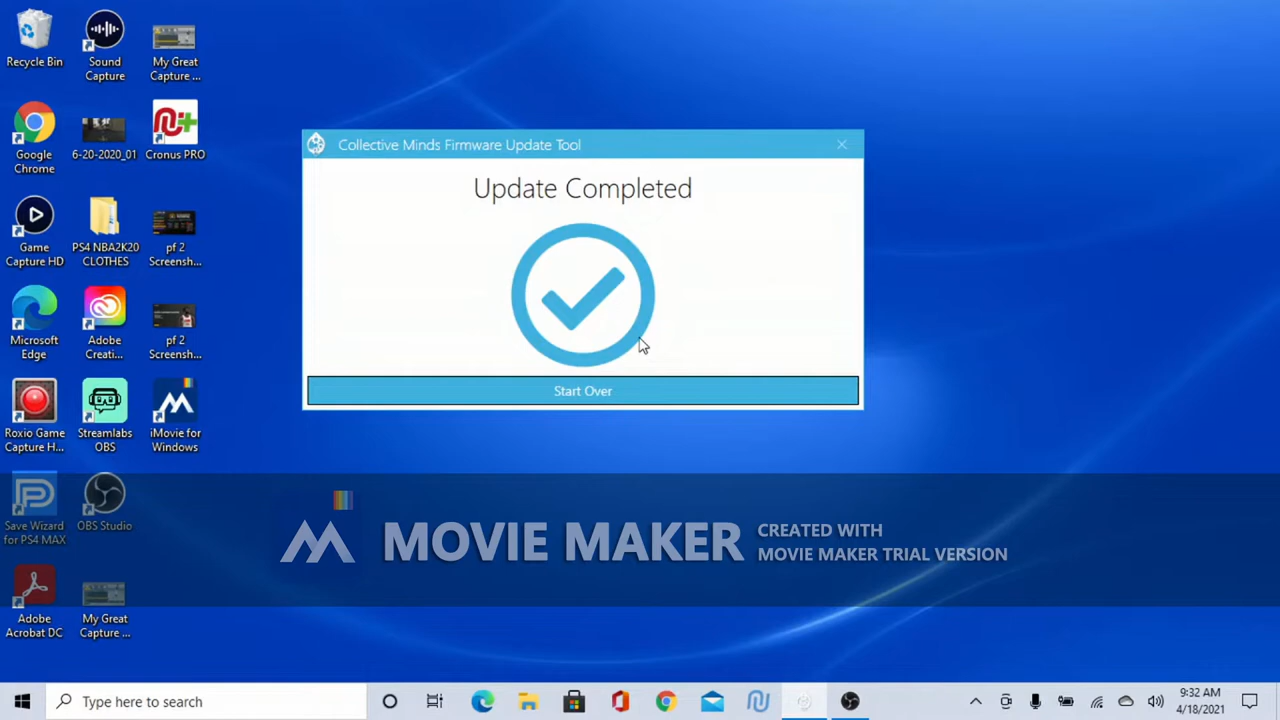 Recycle Bin
Sound
Capture
My Great
Capture ...
Google
Chrome
6-20-2020_01
Cronus PRO
Game
Capture HD
PS4 NBA2K20
CLOTHES
pf 2
Screensh...
Microsoft
Edge
Adobe
Creati...
pf 2
Screensh...
Roxio Game
Capture H...
Streamlabs
OBS
iMovie for
Windows
Save Wizard
for PS4 MAX
OBS Studio
Adobe
Acrobat DC
My Great
Capture ...
Collective Minds Firmware Update Tool
Update Completed
Start Over
MOVIE MAKER
CREATED WITH
MOVIE MAKER TRIAL VERSION
Type here to search
9:32 AM
4/18/2021